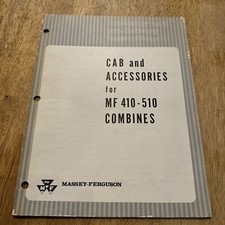 CAB and
ACCESSORIES
for
MF 410-510
COMBINES
MASSEY-FERGUSON